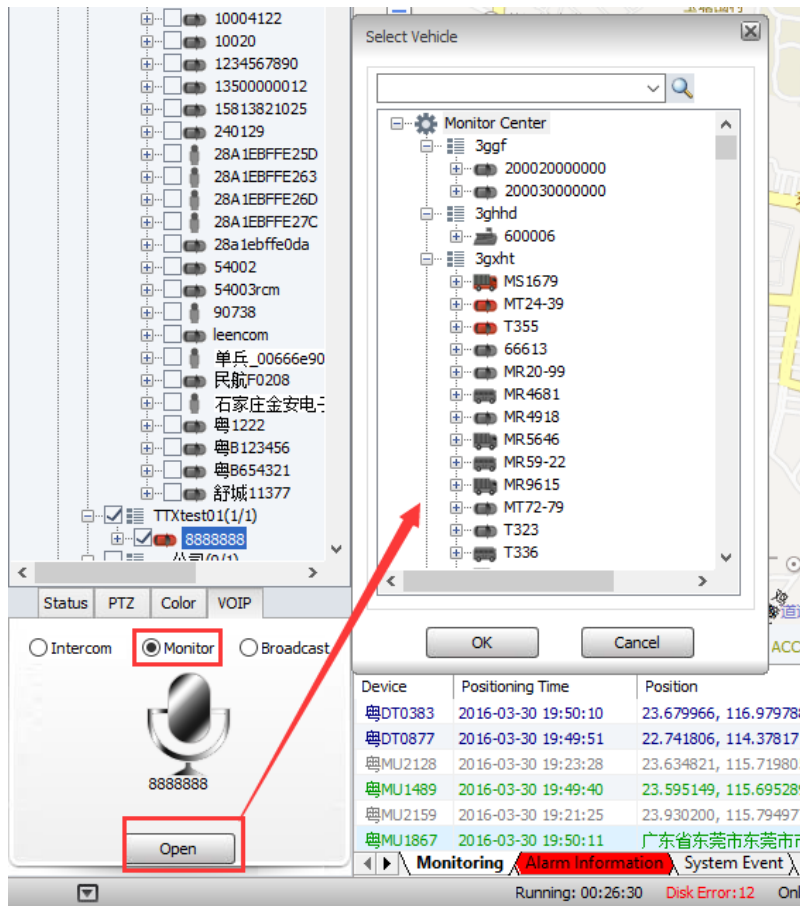 10004122
10020
1234567890
13500000012
15813821025
240129
28A1EBFFE25D
28A1EBFFE263
28A1EBFFE26D
28A1EBFFE27C
28a1ebffe0da
54002
54003rcm
90738
leencom
单兵_00666e90
民航F0208
石家庄金安电子
粤1222
粤B123456
粤B654321
舒城11377
TTXtest01(1/1)
8888888
公司(0/1)
Status PTZ Color VOIP
Intercom Monitor Broadcast
8888888
Open
Select Vehicle
Monitor Center
3ggf
200020000000
200030000000
3ghhd
600006
3gxht
MS1679
MT24-39
T355
66613
MR20-99
MR4681
MR4918
MR5646
MR59-22
MR9615
MT72-79
T323
T336
OK Cancel
ACC
Device Positioning Time Position
粤DT0383 2016-03-30 19:50:10 23.679966, 116.979788
粤DT0877 2016-03-30 19:49:51 22.741806, 114.37817
粤MU2128 2016-03-30 19:23:28 23.634821, 115.71980
粤MU1489 2016-03-30 19:49:40 23.595149, 115.695289
粤MU2159 2016-03-30 19:21:25 23.930200, 115.79497
粤MU1867 2016-03-30 19:50:11 广东省东莞市东莞市
Monitoring Alarm Information System Event
Running: 00:26:30 Disk Error:12 Onl